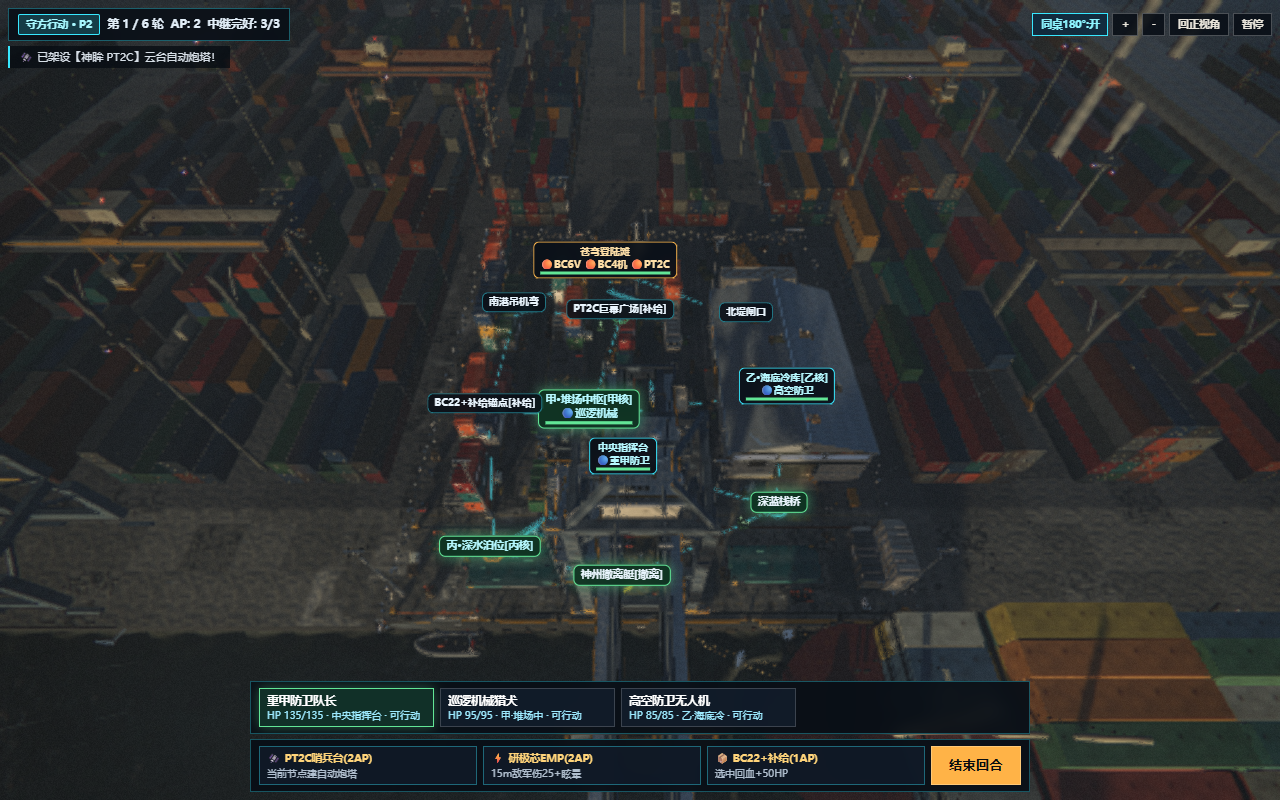 守方行动·P2 第 1 / 6 轮 AP: 2 中继完好: 3/3
已架设【神眸 PT2C】云台自动炮塔!
同桌180°:开
+
-
回正视角
暂停
苍穹登陆滩
BC6V BC4机 PT2C
南港吊机弯
PT2C巨幕广场[补给]
北堤闸口
乙·海底冷库[乙核]
高空防卫
BC22+补给锚点[补给]
甲·堆场中枢[甲核]
巡逻机械
中央指挥台
重甲防卫
深蓝栈桥
丙·深水泊位[丙核]
神州撤离艇[撤离]
重甲防卫队长
HP 135/135 · 中央指挥台 · 可行动
巡逻机械猎犬
HP 95/95 · 甲·堆场中 · 可行动
高空防卫无人机
HP 85/85 · 乙·海底冷 · 可行动
PT2C哨兵台(2AP)
当前节点建自动炮塔
研极芯EMP(2AP)
15m敌军伤25+眩晕
BC22+补给(1AP)
选中回血+50HP
结束回合